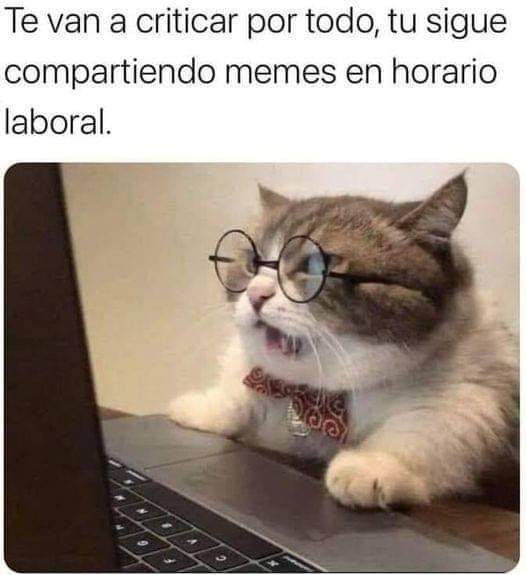 Te van a criticar por todo, tu sigue
compartiendo memes en horario
laboral.